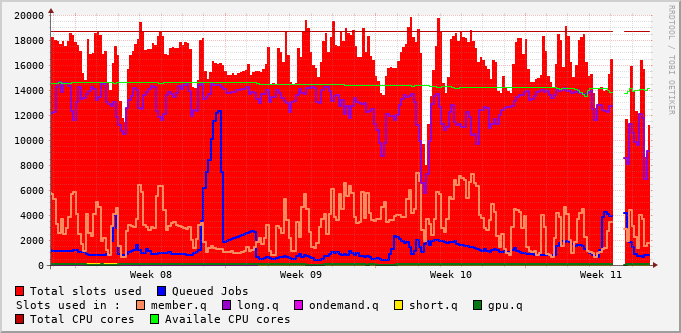 20000
18000
16000
14000
12000
10000
8000
6000
4000
2000
0
Week 08 Week 09 Week 10 Week 11
RRDTOOL / TOBI OETIKER
Total slots used Queued Jobs
Slots used in : member.q long.q ondemand.q short.q gpu.q
Total CPU cores Availale CPU cores